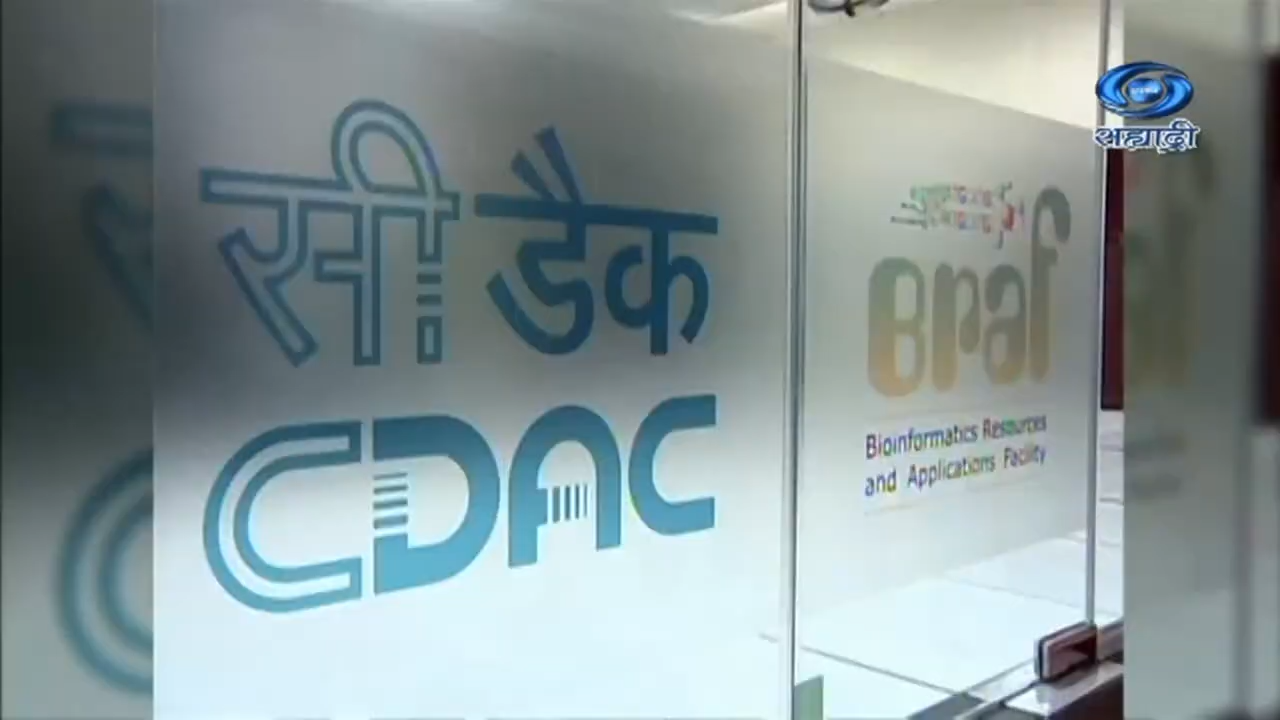 सी डैक
CDAC
BRAF
Bioinformatics Resources
and Applications Facility
सह्याद्री